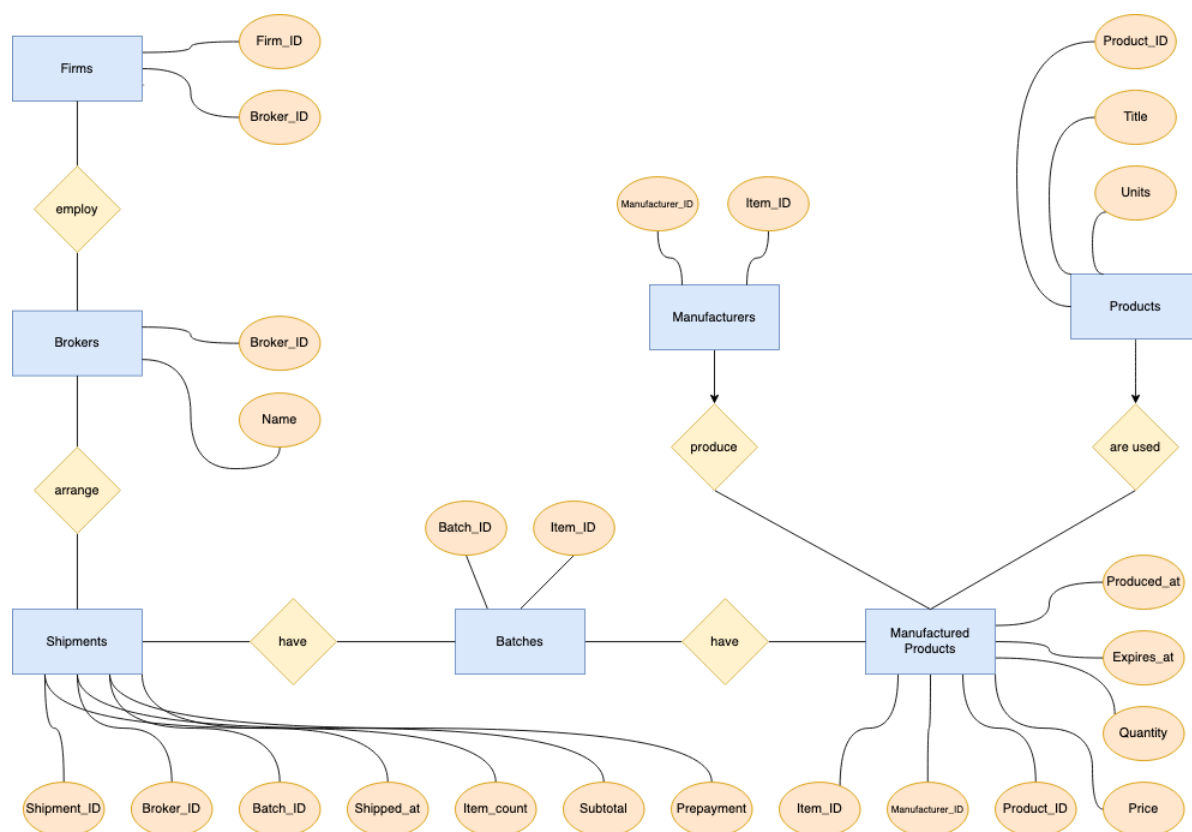 Firm_ID
Product_ID
Firms
Broker_ID
Title
Units
employ
Manufacturer_ID
Item_ID
Manufacturers
Products
Brokers
Broker_ID
Name
produce
are used
arrange
Batch_ID
Item_ID
Produced_at
Shipments
have
Batches
have
Manufactured
Products
Expires_at
Quantity
Shipment_ID
Broker_ID
Batch_ID
Shipped_at
Item_count
Subtotal
Prepayment
Item_ID
Manufacturer_ID
Product_ID
Price